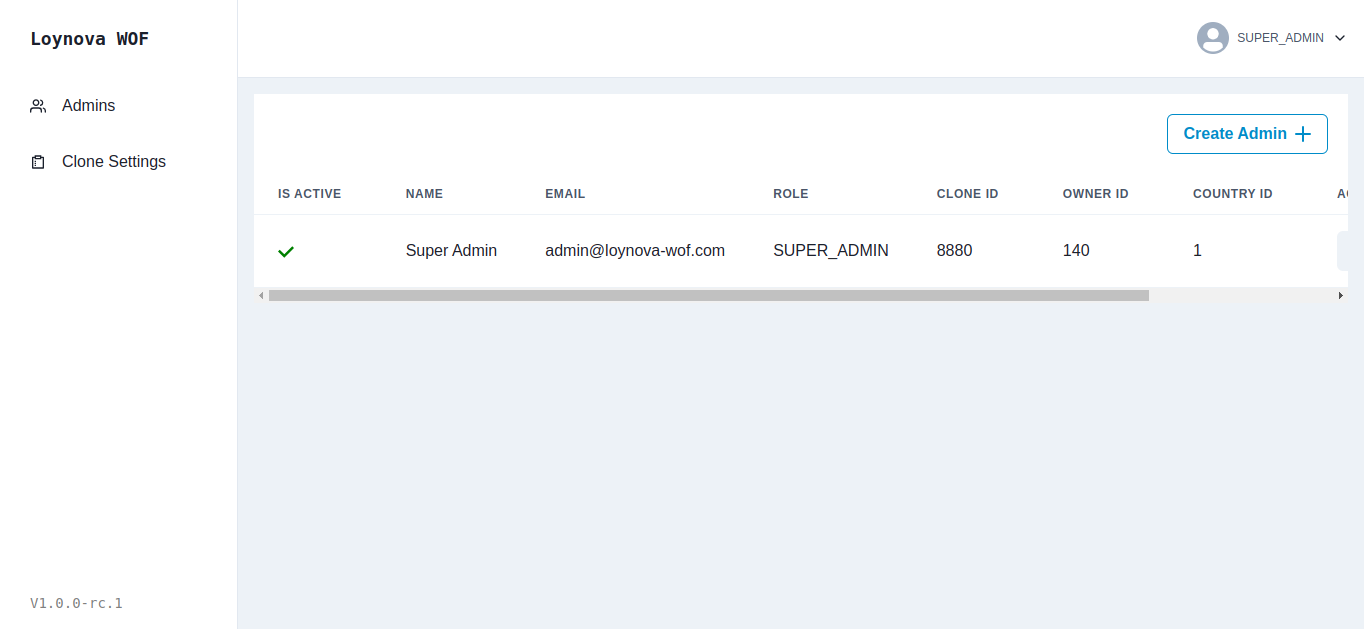 Loynova WOF
SUPER_ADMIN
Admins
Clone Settings
Create Admin
IS ACTIVE NAME EMAIL ROLE CLONE ID OWNER ID COUNTRY ID
Super Admin admin@loynova-wof.com SUPER_ADMIN 8880 140 1
V1.0.0-rc.1